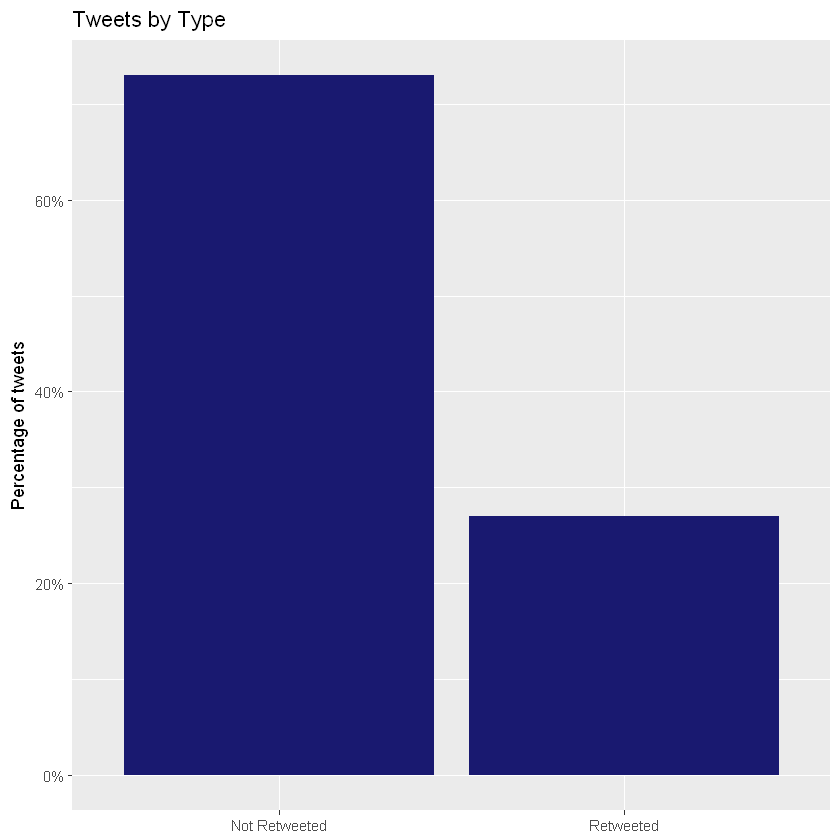 Tweets by Type
Percentage of tweets
60%
40%
20%
0%
Not Retweeted
Retweeted